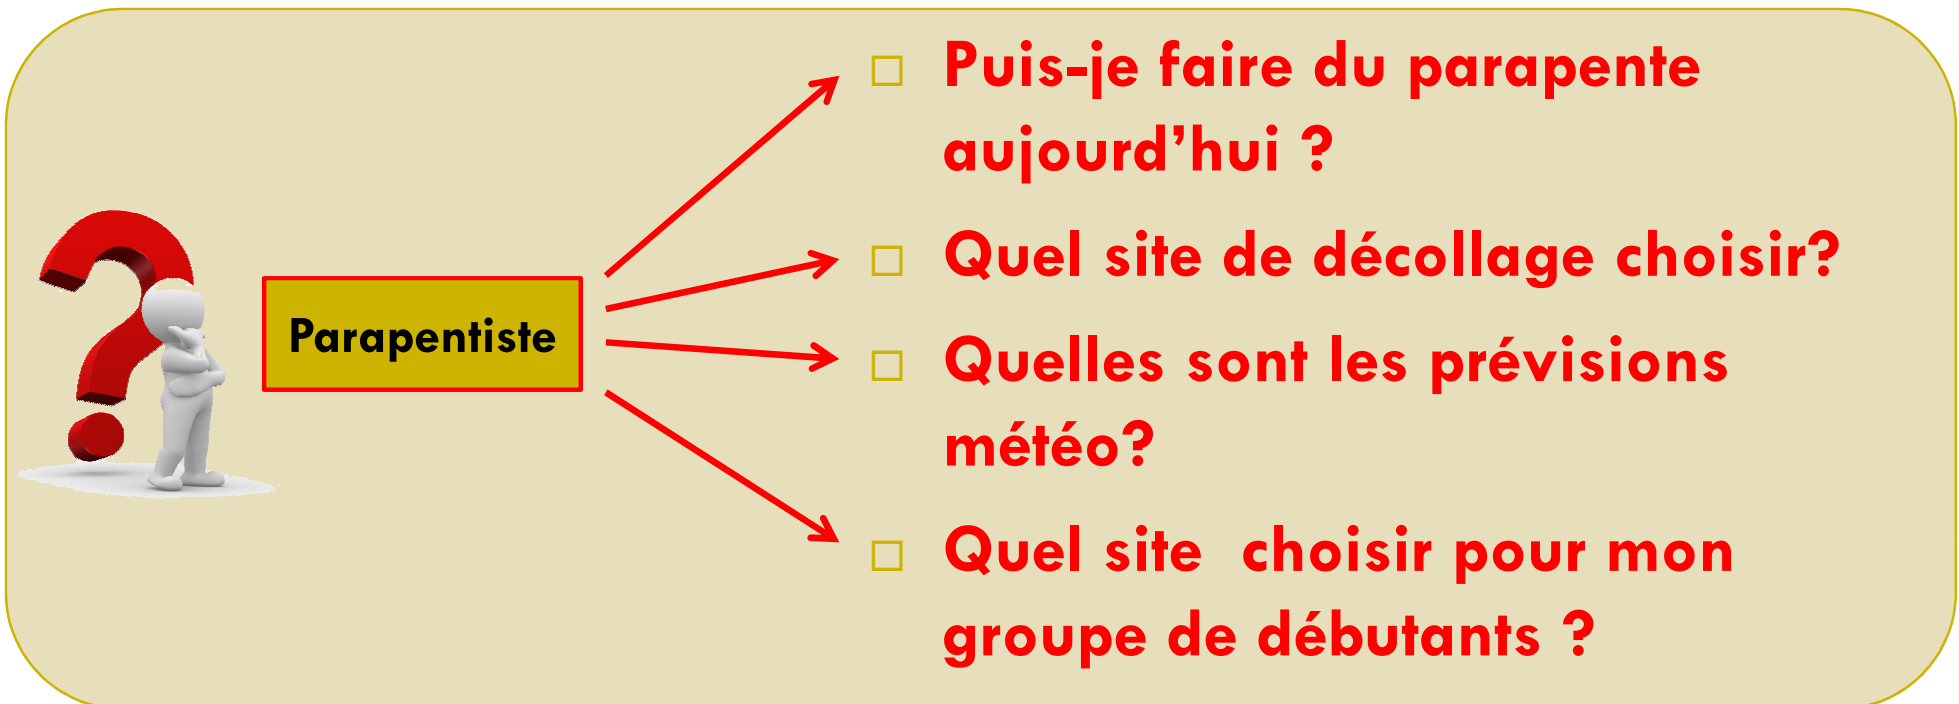 Parapentiste
Puis-je faire du parapente
aujourd’hui ?
Quel site de décollage choisir?
Quelles sont les prévisions
météo?
Quel site  choisir pour mon
groupe de débutants ?